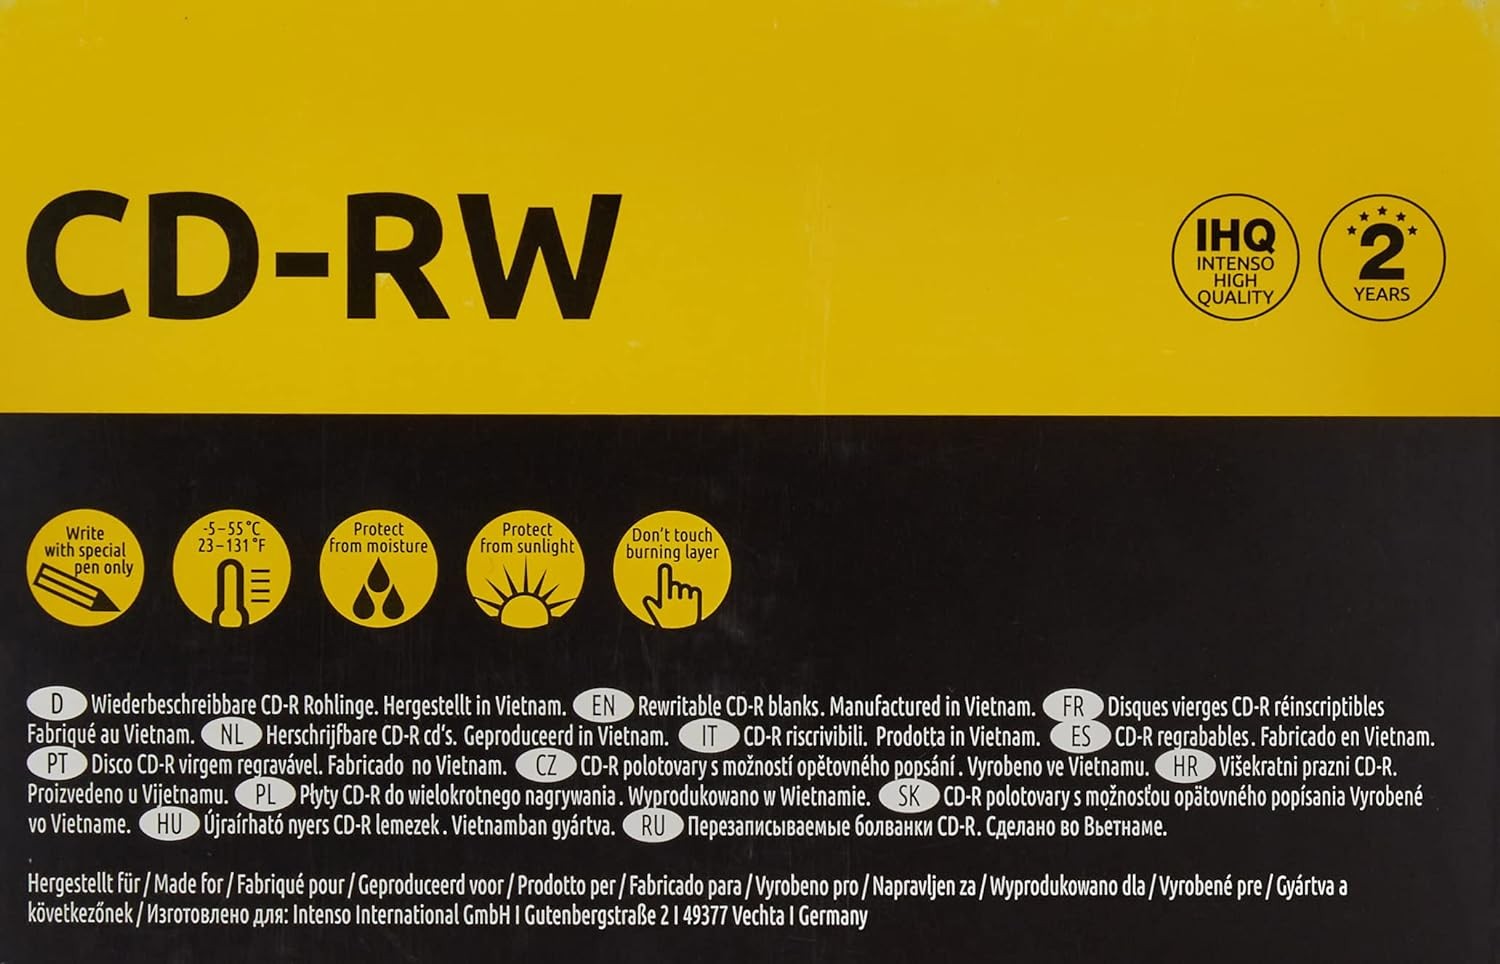 CD-RW
IHQ
INTENSO
HIGH
QUALITY
2
YEARS
Write
with special
pen only
-5–55°C
23–131°F
Protect
from moisture
Protect
from sunlight
Don't touch
burning layer
D Wiederbeschreibbare CD-R Rohlinge. Hergestellt in Vietnam. EN Rewritable CD-R blanks. Manufactured in Vietnam. FR Disques vierges CD-R réinscriptibles
Fabriqué au Vietnam. NL Herschrijfbare CD-R cd's. Geproduceerd in Vietnam. IT CD-R riscrivibili. Prodotta in Vietnam. ES CD-R regrabables. Fabricado en Vietnam.
PT Disco CD-R virgem regravável. Fabricado no Vietnam. CZ CD-R polotovary s možností opětovného popsání. Vyrobeno ve Vietnamu. HR Višekratni prazni CD-R.
Proizvedeno u Vijetnamu. PL Płyty CD-R do wielokrotnego nagrywania. Wyprodukowano w Wietnamie. SK CD-R polotovary s možnosťou opätovného popísania Vyrobené
vo Vietname. HU Újraírható nyers CD-R lemezek. Vietnamban gyártva. RU Перезаписываемые болванки CD-R. Сделано во Вьетнаме.
Hergestellt für / Made for / Fabriqué pour / Geproduceerd voor / Prodotto per / Fabricado para / Vyrobeno pro / Napravljen za / Wyprodukowano dla / Vyrobené pre / Gyártva a
következőnek / Изготовлено для: Intenso International GmbH I Gutenbergstraße 2 I 49377 Vechta I Germany